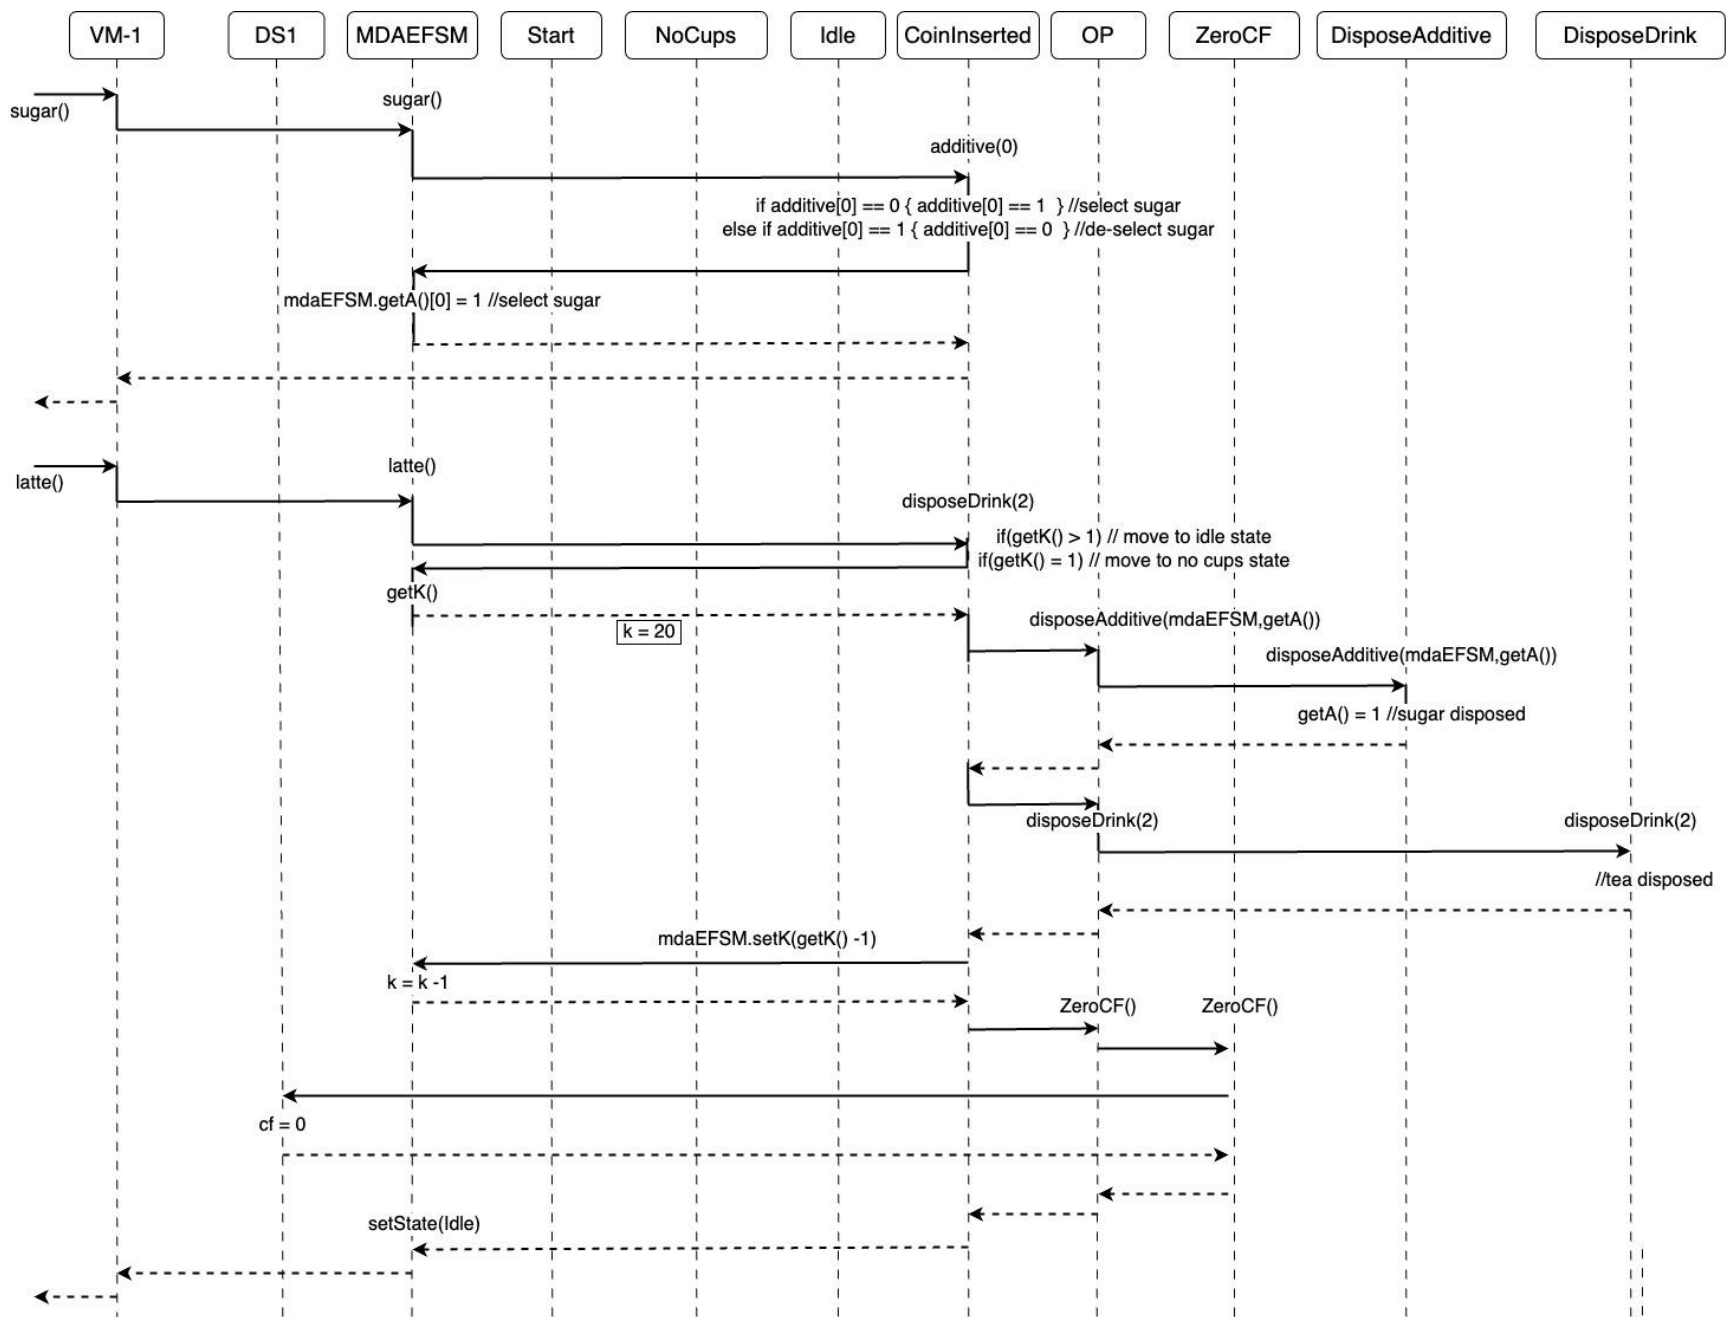 VM-1
DS1
MDAEFSM
Start
NoCups
Idle
CoinInserted
OP
ZeroCF
DisposeAdditive
DisposeDrink
sugar()
sugar()
additive(0)
if additive[0] == 0 { additive[0] == 1 } //select sugar
else if additive[0] == 1 { additive[0] == 0 } //de-select sugar
mdaEFSM.getA()[0] = 1 //select sugar
latte()
latte()
disposeDrink(2)
if(getK() > 1) // move to idle state
if(getK() = 1) // move to no cups state
getK()
k = 20
disposeAdditive(mdaEFSM,getA())
disposeAdditive(mdaEFSM,getA())
getA() = 1 //sugar disposed
disposeDrink(2)
disposeDrink(2)
//tea disposed
mdaEFSM.setK(getK() -1)
k = k -1
ZeroCF()
ZeroCF()
cf = 0
setState(Idle)